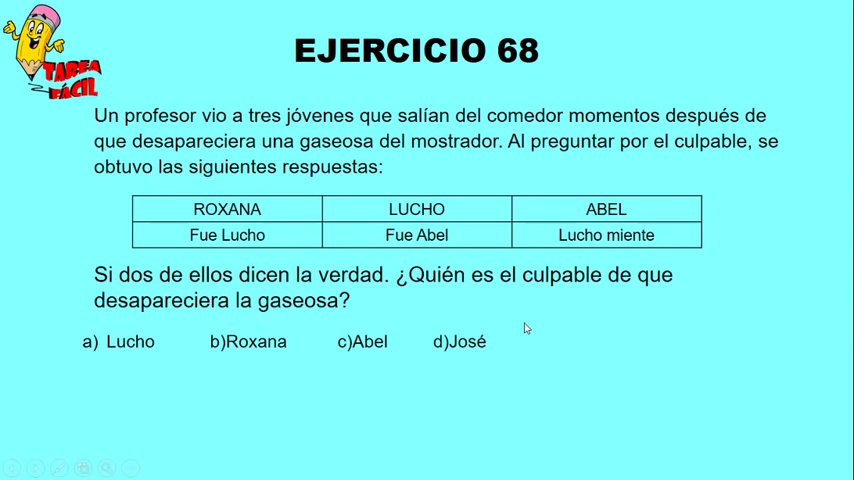 TAREA
FÁCIL
EJERCICIO 68
Un profesor vio a tres jóvenes que salían del comedor momentos después de
que desapareciera una gaseosa del mostrador. Al preguntar por el culpable, se
obtuvo las siguientes respuestas:
ROXANA LUCHO ABEL
Fue Lucho Fue Abel Lucho miente
Si dos de ellos dicen la verdad. ¿Quién es el culpable de que
desapareciera la gaseosa?
a) Lucho b)Roxana c)Abel d)José